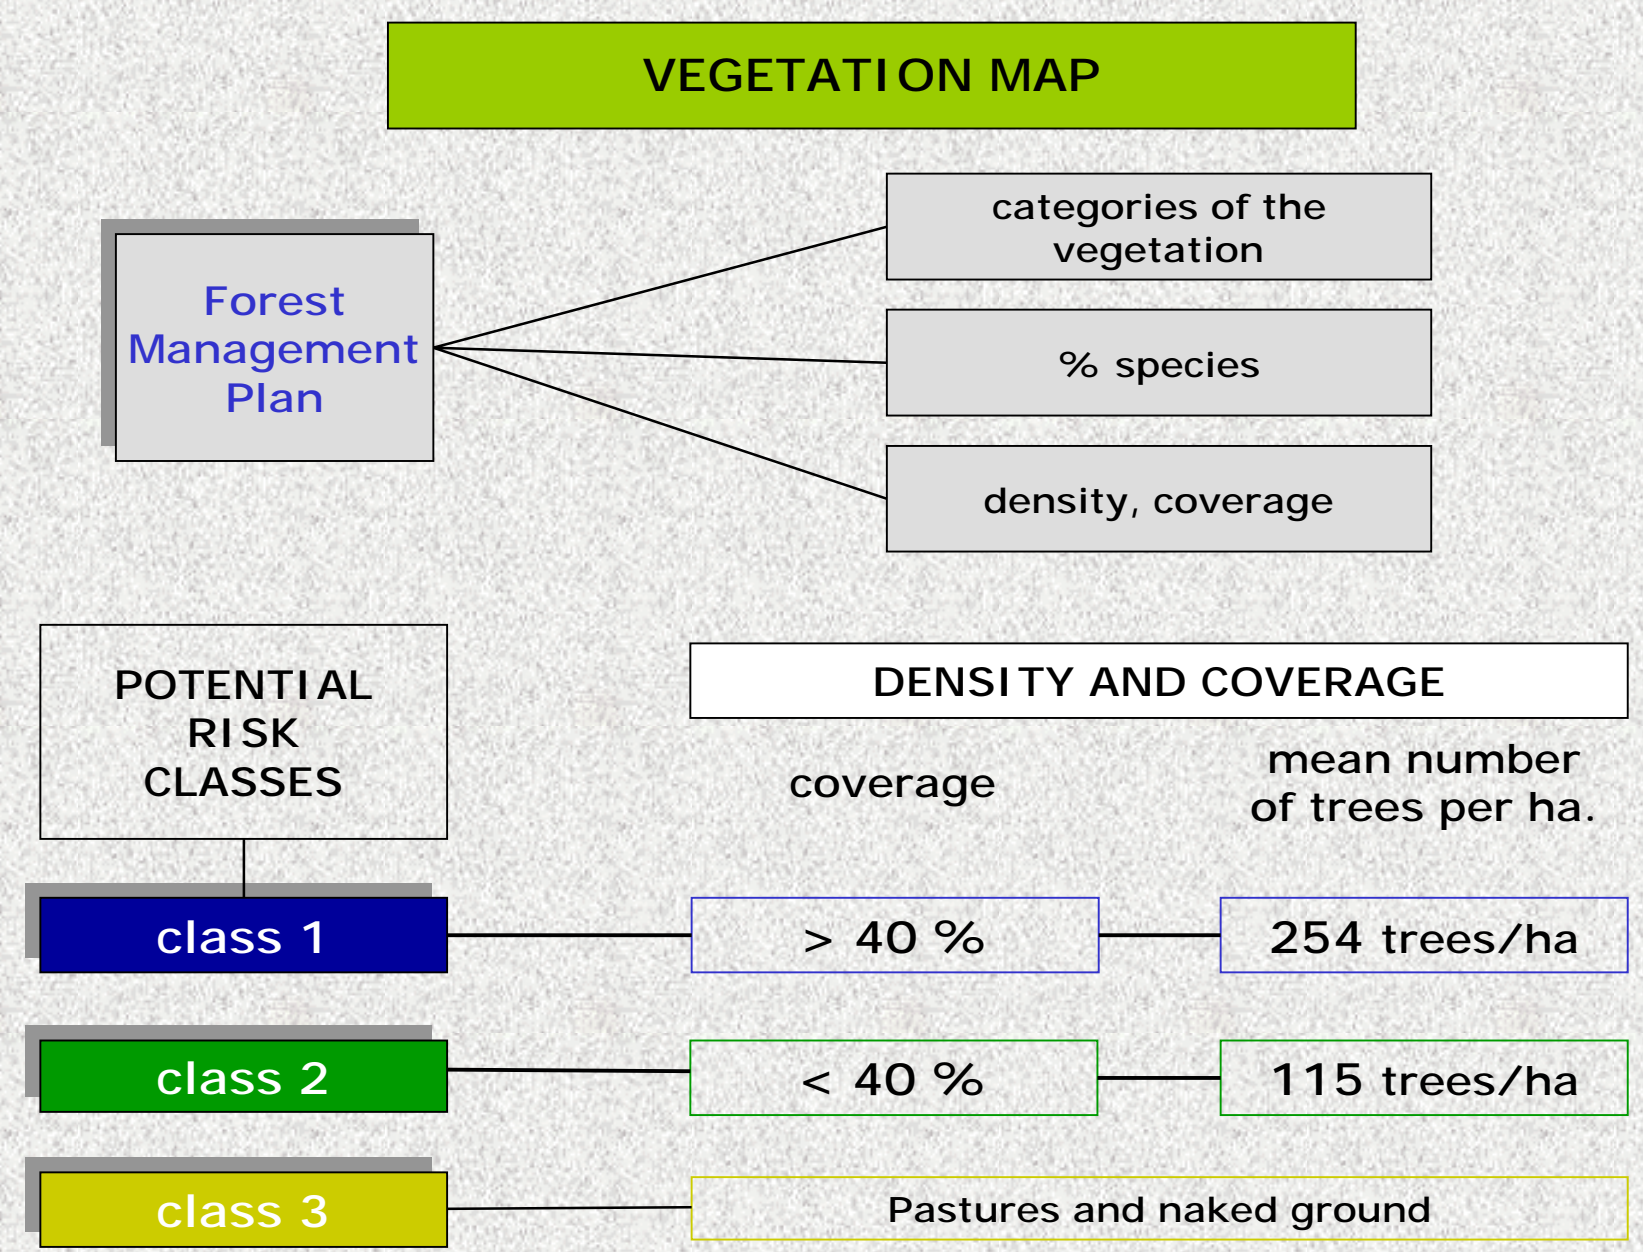 VEGETATION MAP
categories of the
vegetation
Forest
Management
Plan
% species
density, coverage
POTENTIAL
RISK
CLASSES
DENSITY AND COVERAGE
coverage
mean number
of trees per ha.
class 1
> 40 %
254 trees/ha
class 2
< 40 %
115 trees/ha
class 3
Pastures and naked ground